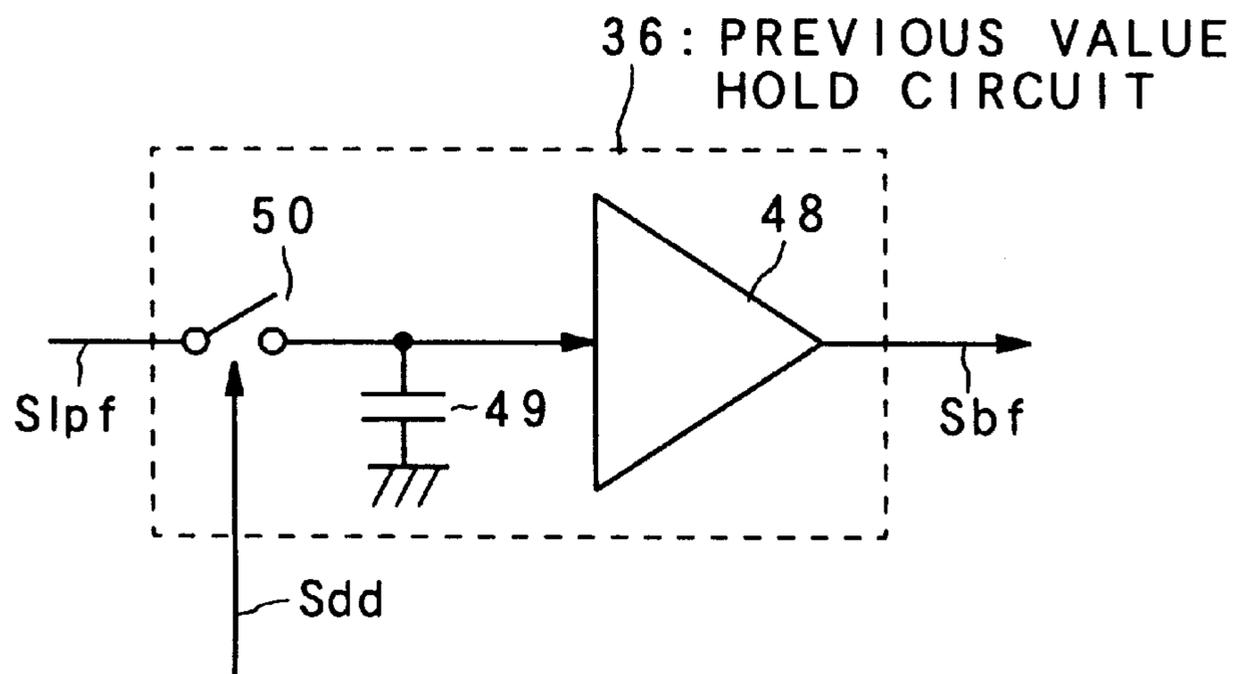 36: PREVIOUS VALUE
HOLD CIRCUIT
50
48
Slpf
49
Sbf
Sdd